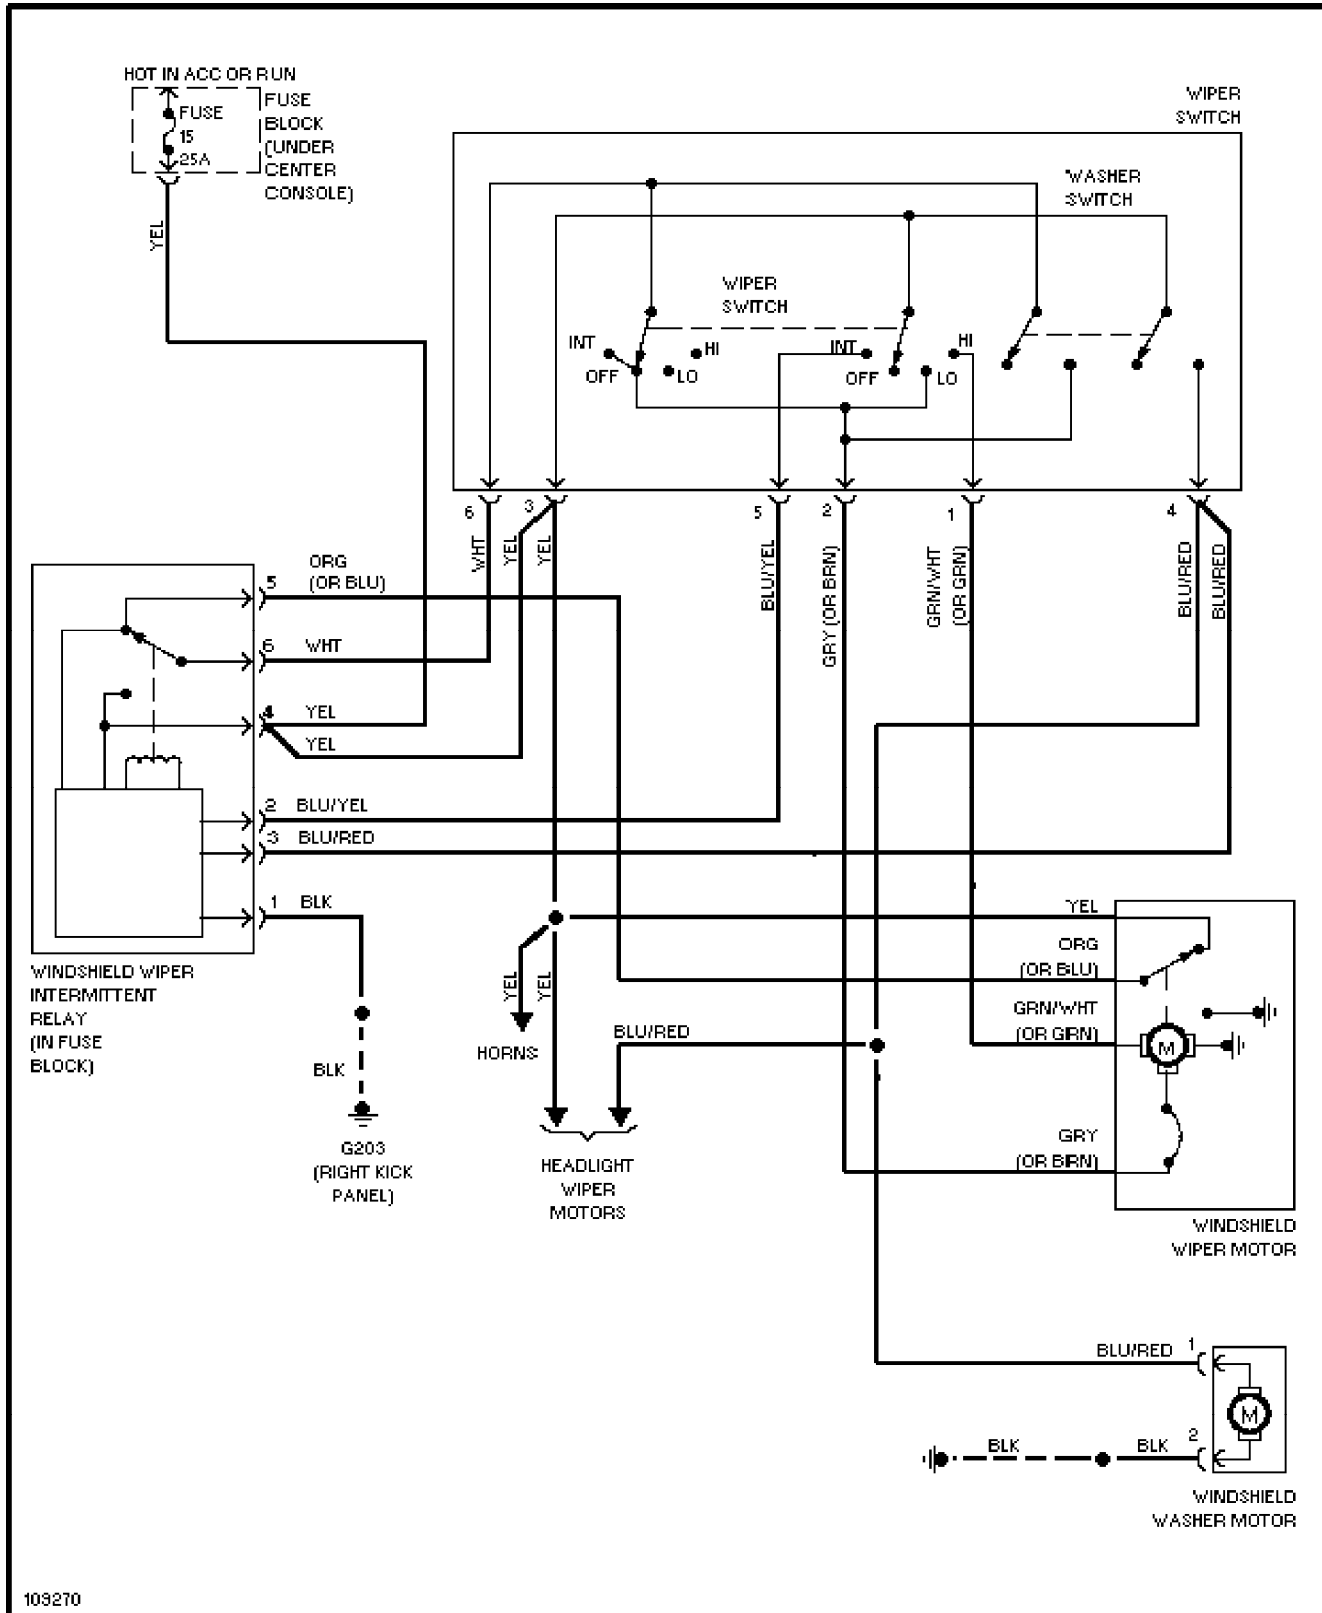 HOT IN ACC OR RUN
FUSE
15
25A
FUSE
BLOCK
(UNDER
CENTER
CONSOLE)
YEL
WIPER
SWITCH
WASHER
SWITCH
WIPER
SWITCH
INT
OFF
LO
HI
INT
OFF
LO
HI
6
3
5
2
1
4
WHT
YEL
YEL
BLU/YEL
GRY (OR BRN)
GRN/WHT
(OR GRN)
BLU/RED
BLU/RED
5
ORG
(OR BLU)
6
WHT
4
YEL
YEL
2
BLU/YEL
3
BLU/RED
1
BLK
WINDSHIELD WIPER
INTERMITTENT
RELAY
(IN FUSE
BLOCK)
BLK
G203
(RIGHT KICK
PANEL)
YEL
YEL
HORNS
BLU/RED
HEADLIGHT
WIPER
MOTORS
YEL
ORG
(OR BLU)
GRN/WHT
(OR GRN)
M
GRY
(OR BRN)
WINDSHIELD
WIPER MOTOR
BLU/RED
1
M
BLK
BLK
2
WINDSHIELD
WASHER MOTOR
109270